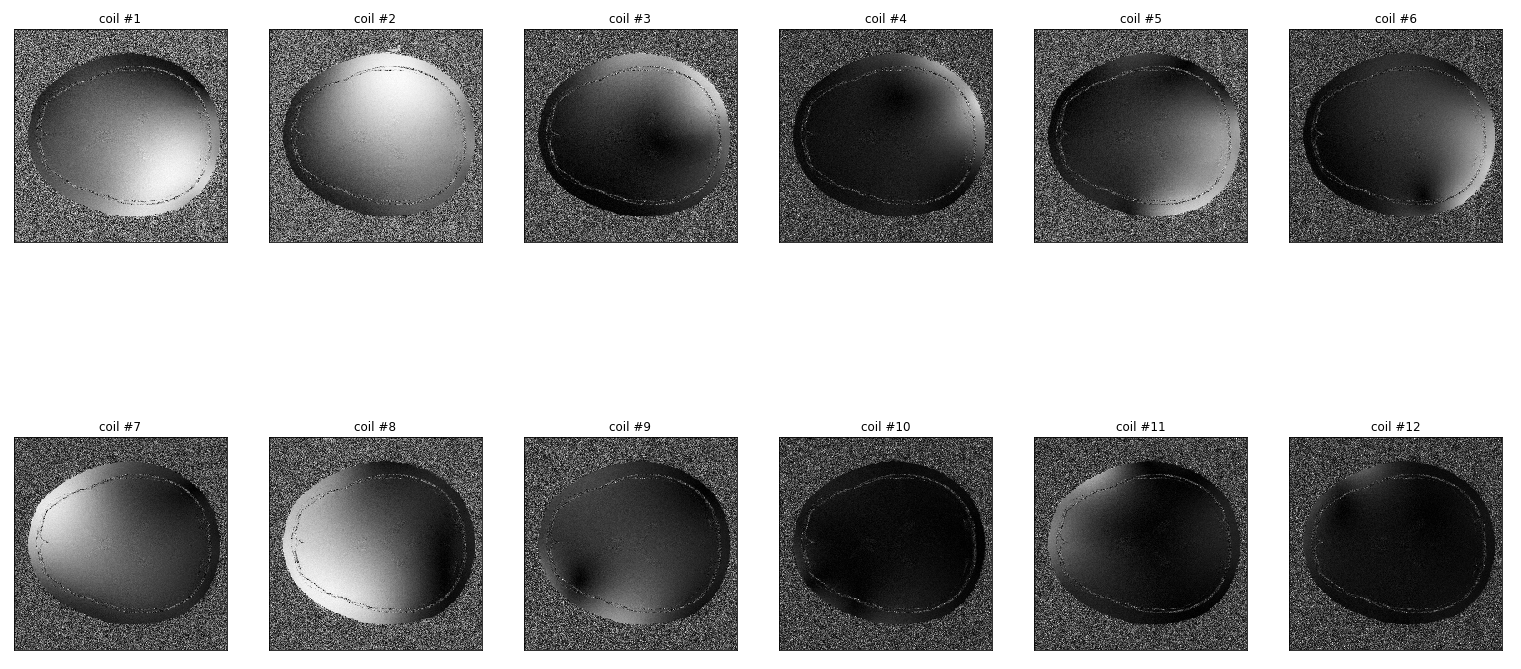 coil #1
coil #2
coil #3
coil #4
coil #5
coil #6
coil #7
coil #8
coil #9
coil #10
coil #11
coil #12